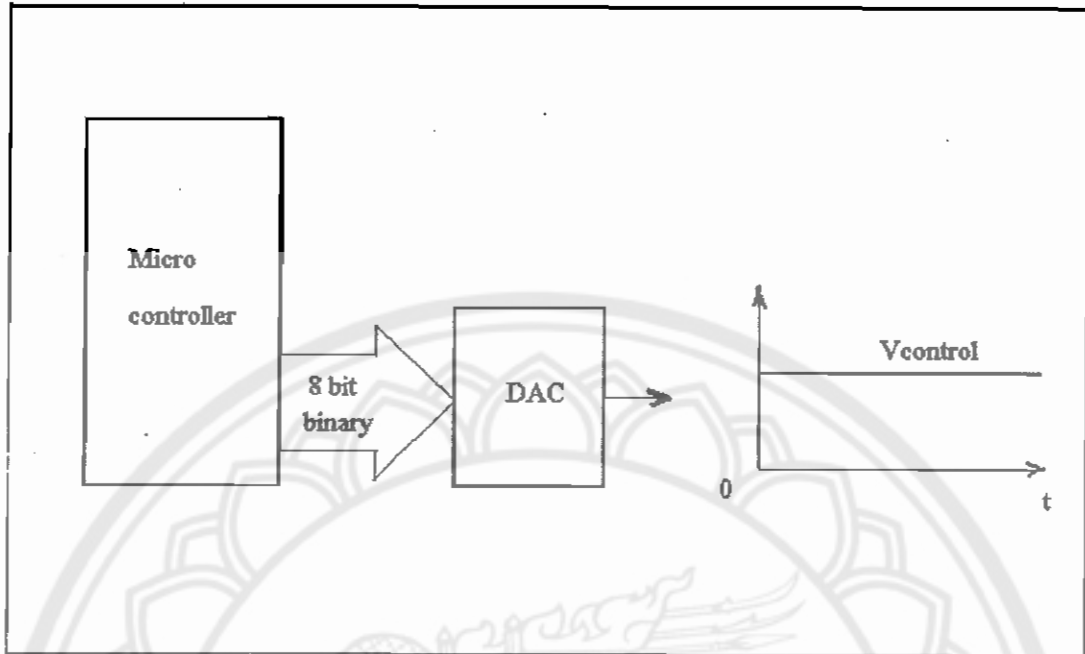 Micro
controller
8 bit
binary
DAC
Vcontrol
0
t